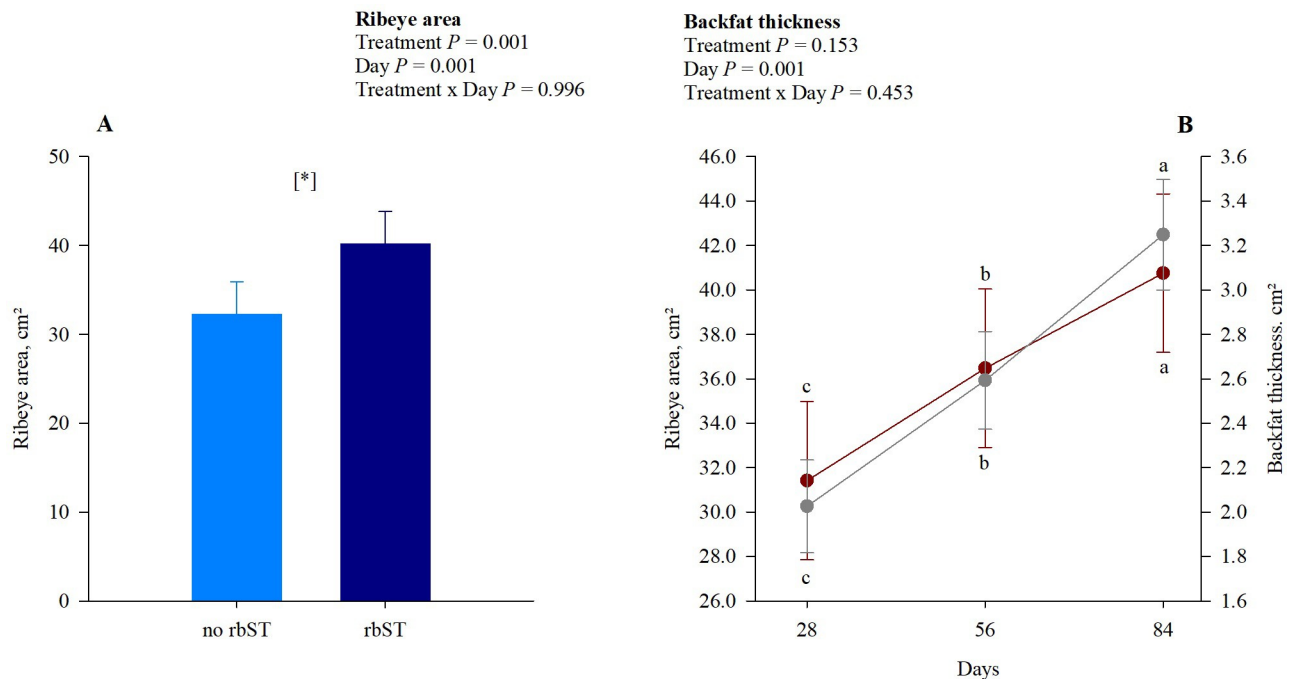 Ribeye area
Treatment P = 0.001
Day P = 0.001
Treatment x Day P = 0.996
Backfat thickness
Treatment P = 0.153
Day P = 0.001
Treatment x Day P = 0.453
A
[*]
50
40
30
20
10
0
Ribeye area, cm²
no rbST
rbST
B
46.0
44.0
42.0
40.0
38.0
36.0
34.0
32.0
30.0
28.0
26.0
Ribeye area, cm²
c
c
b
b
a
a
3.6
3.4
3.2
3.0
2.8
2.6
2.4
2.2
2.0
1.8
1.6
Backfat thickness. cm²
28
56
84
Days